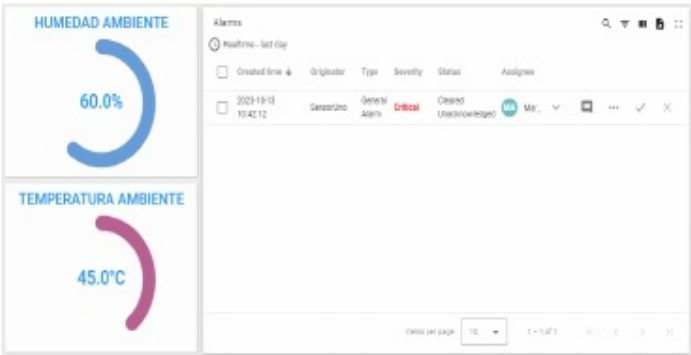 HUMEDAD AMBIENTE
60.0%
TEMPERATURA AMBIENTE
45.0°C
Alarms
Realtime - last day
Created time Originator Type Severity Status Assignee
2023-10-13 10:42:12
SensorUno
General Alarm
Critical
Cleared Unacknowledged
MA Mar...
Items per page: 10 1 – 1 of 1